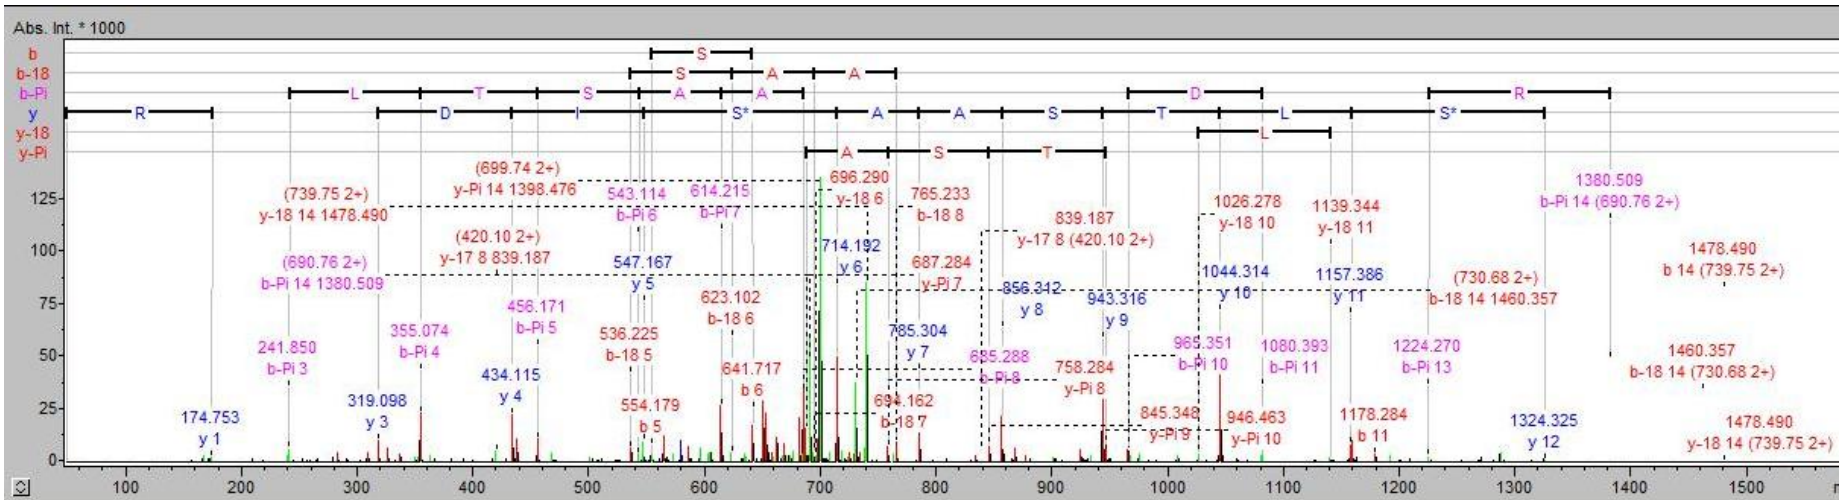 Abs. Int. * 1000
b
S
b-18
S A A
b-Pi
L T S A A D R
y
R D I S* A A S T L S*
y-18
L
y-Pi
A S T
125
100
75
50
25
0
(739.75 2+)
y-18 14 1478.490
(690.76 2+)
b-Pi 14 1380.509
241.850
b-Pi 3
174.753
y 1
(699.74 2+)
y-Pi 14 1398.476
(420.10 2+)
y-17 8 839.187
355.074
b-Pi 4
319.098
y 3
456.171
b-Pi 5
434.115
y 4
543.114
b-Pi 6
547.167
y 5
536.225
b-18 5
554.179
b 5
614.215
b-Pi 7
623.102
b-18 6
641.717
b 6
696.290
y-18 6
714.192
y 6
765.233
b-18 8
687.284
y-Pi 7
785.304
y 7
694.162
b-18 7
685.288
b-Pi 8
758.284
y-Pi 8
839.187
y-17 8 (420.10 2+)
856.312
y 8
943.316
y 9
845.348
y-Pi 9
946.463
y-Pi 10
965.351
b-Pi 10
1026.278
y-18 10
1044.314
y 10
1080.393
b-Pi 11
1139.344
y-18 11
1157.386
y 11
1178.284
b 11
1224.270
b-Pi 13
(730.68 2+)
b-18 14 1460.357
1324.325
y 12
1380.509
b-Pi 14 (690.76 2+)
1478.490
b 14 (739.75 2+)
1460.357
b-18 14 (730.68 2+)
1478.490
y-18 14 (739.75 2+)
100 200 300 400 500 600 700 800 900 1000 1100 1200 1300 1400 1500